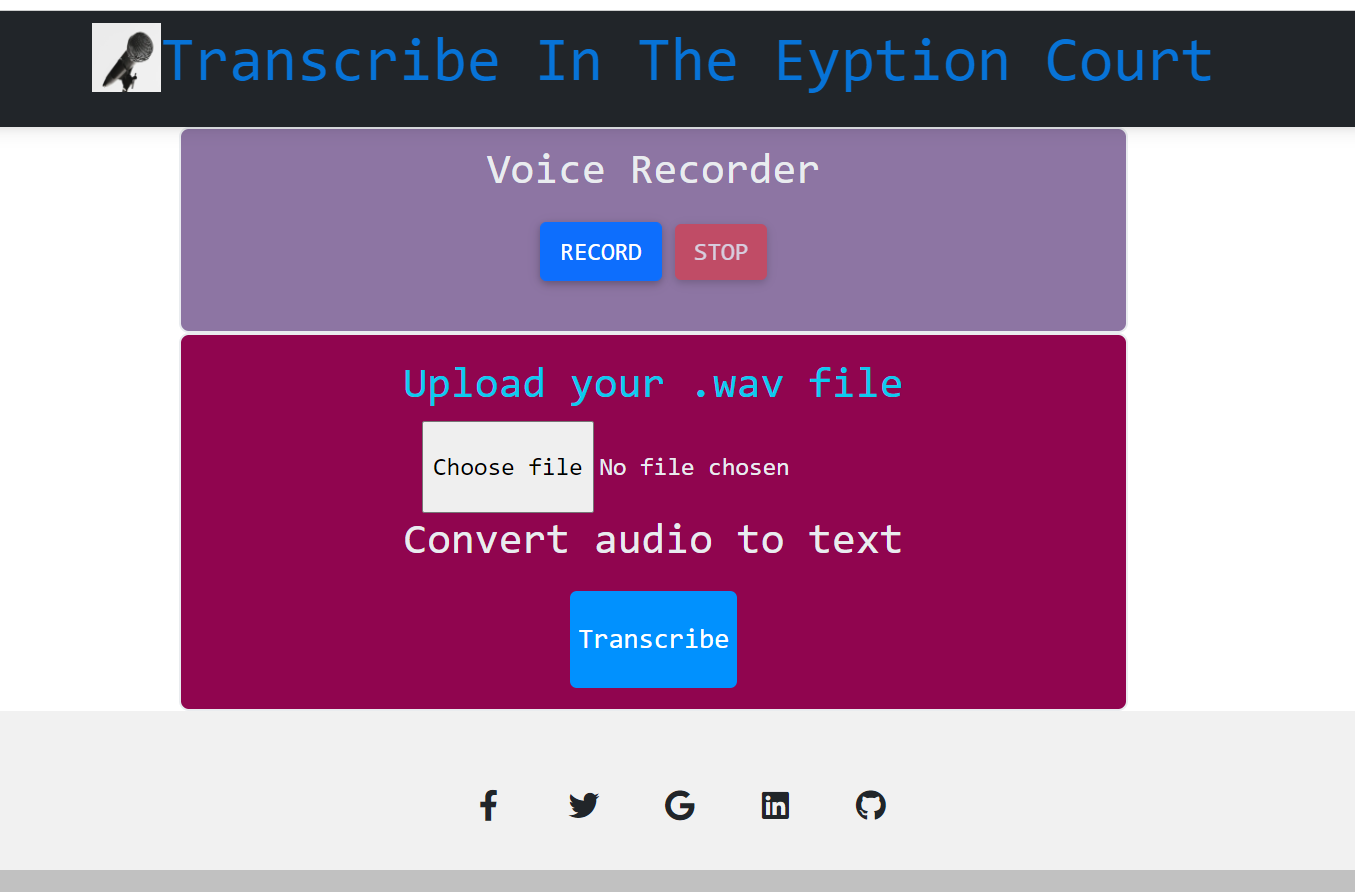 Transcribe In The Eyption Court
Voice Recorder
RECORD STOP
Upload your .wav file
Choose file No file chosen
Convert audio to text
Transcribe